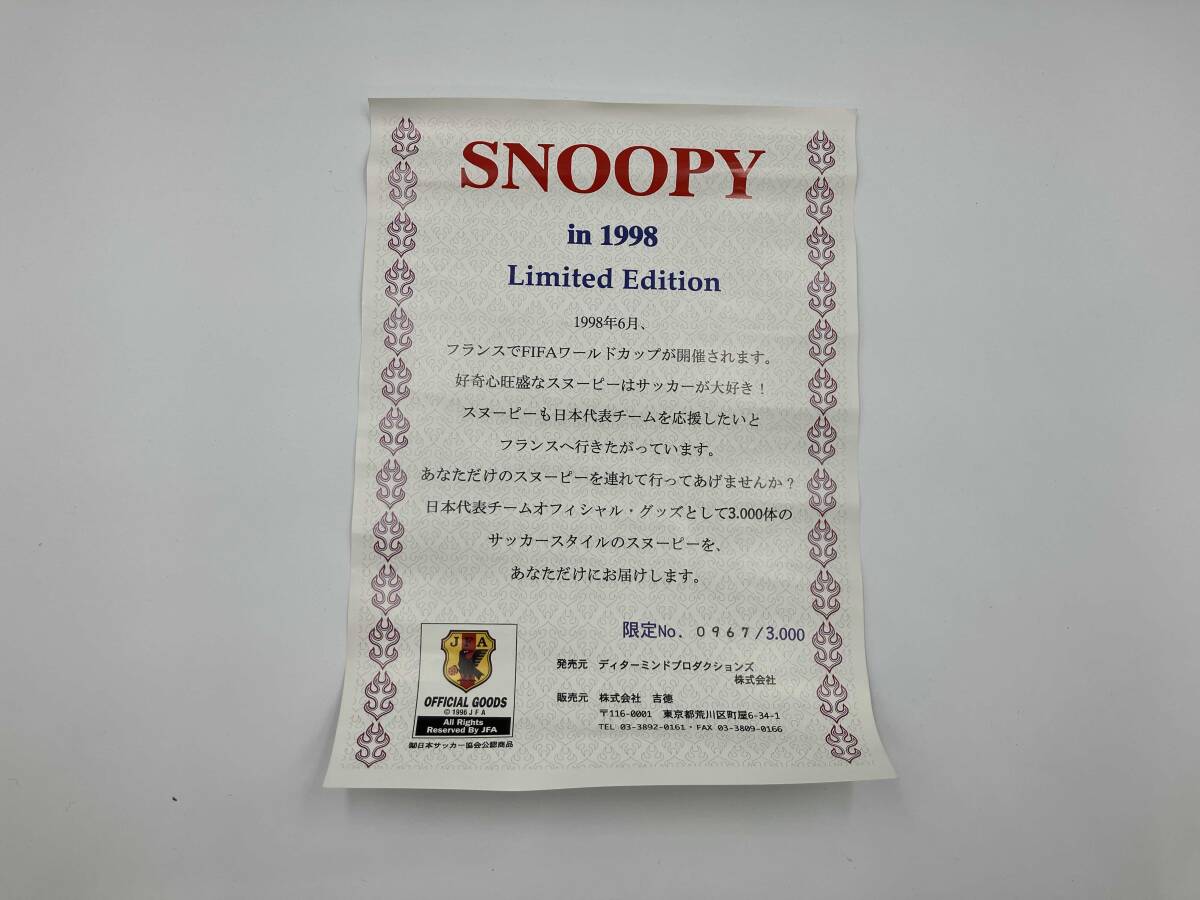 SNOOPY
in 1998
Limited Edition
1998年6月、
フランスでFIFAワールドカップが開催されます。
好奇心旺盛なスヌーピーはサッカーが大好き！
スヌーピーも日本代表チームを応援したいと
フランスへ行きたがっています。
あなただけのスヌーピーを連れて行ってあげませんか？
日本代表チームオフィシャル・グッズとして3.000体の
サッカースタイルのスヌーピーを、
あなただけにお届けします。
限定No. 0967/3.000
発売元 ディターミンドプロダクションズ
株式会社
販売元 株式会社 吉徳
〒116-0001 東京都荒川区町屋6-34-1
TEL 03-3892-0161・FAX 03-3809-0166
JFA
OFFICIAL GOODS
© 1996 J F A
All Rights
Reserved By JFA
㈶日本サッカー協会公認商品